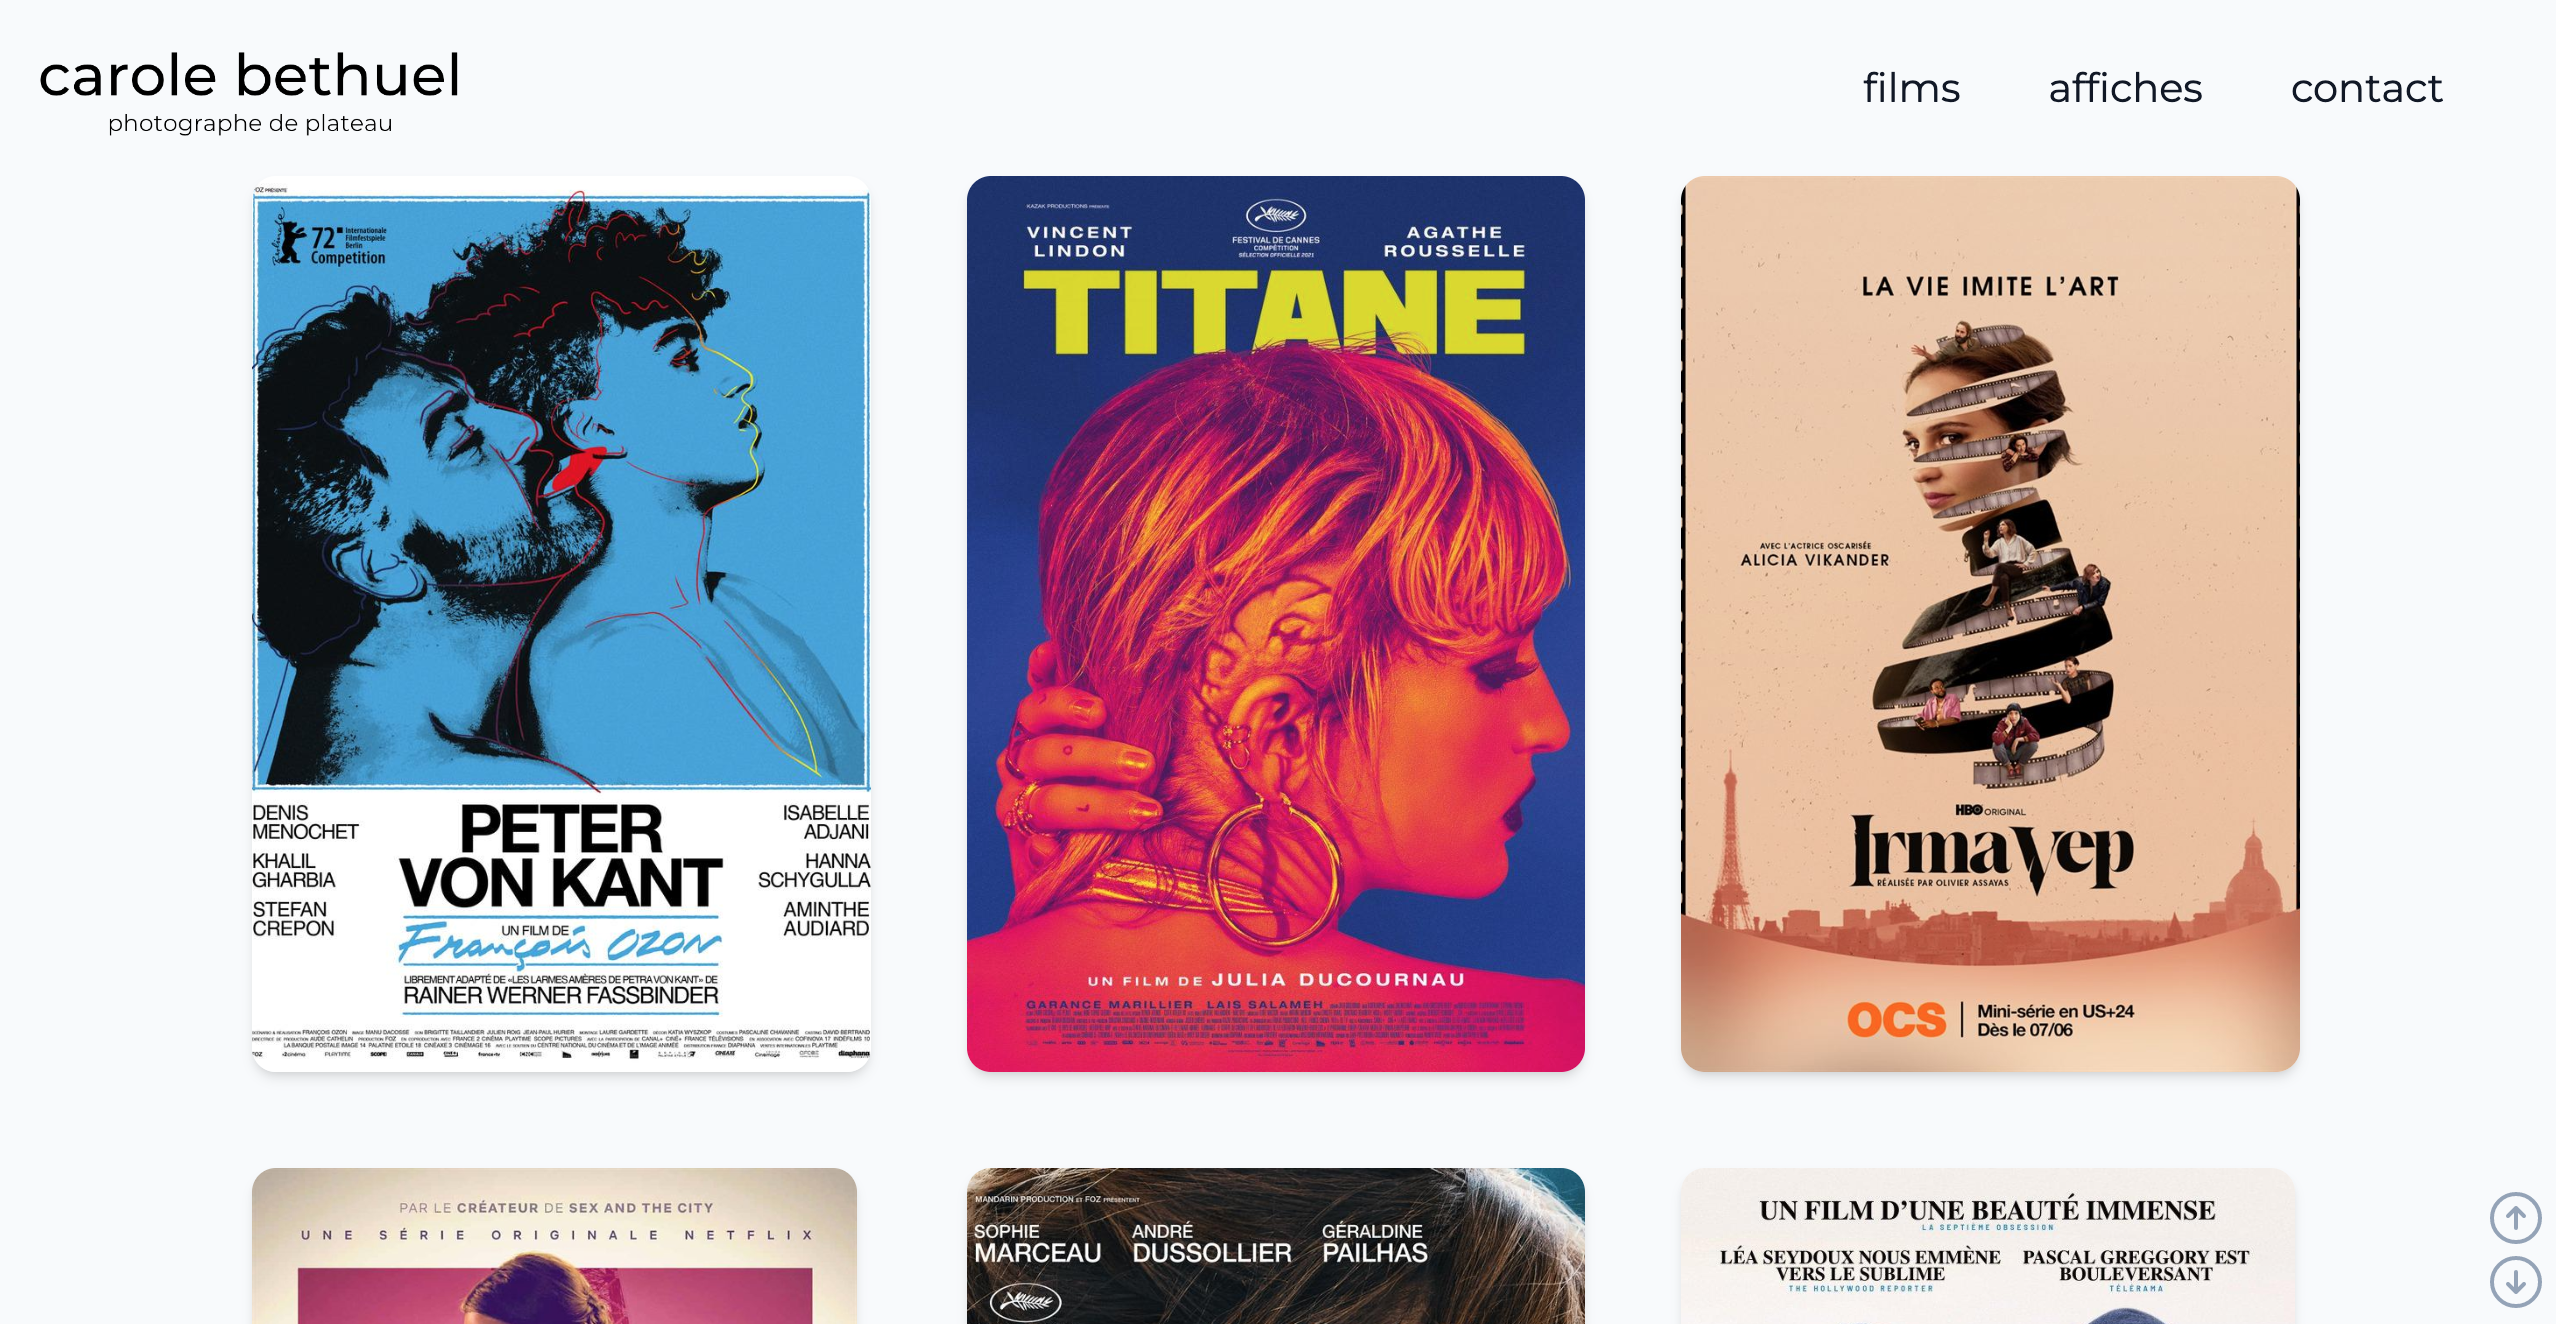 carole bethuel
photographe de plateau
films
affiches
contact
FOZ PRÉSENTE
72 Internationale
Filmfestspiele
Berlin
Competition
DENIS
MENOCHET
KHALIL
GHARBIA
STEFAN
CREPON
PETER
VON KANT
ISABELLE
ADJANI
HANNA
SCHYGULLA
AMINTHE
AUDIARD
UN FILM DE
François OZON
LIBREMENT ADAPTÉ DE «LES LARMES AMÈRES DE PETRA VON KANT» DE
RAINER WERNER FASSBINDER
KAZAK PRODUCTIONS PRÉSENTE
VINCENT
LINDON
FESTIVAL DE CANNES
COMPÉTITION
SÉLECTION OFFICIELLE 2021
AGATHE
ROUSSELLE
TITANE
UN FILM DE JULIA DUCOURNAU
GARANCE MARILLIER LAIS SALAMEH
LA VIE IMITE L'ART
AVEC L'ACTRICE OSCARISÉE
ALICIA VIKANDER
HBO ORIGINAL
Irma Vep
RÉALISÉE PAR OLIVIER ASSAYAS
OCS
Mini-série en US+24
Dès le 07/06
PAR LE CRÉATEUR DE SEX AND THE CITY
UNE SÉRIE ORIGINALE NETFLIX
MANDARIN PRODUCTION ET FOZ PRÉSENTENT
SOPHIE
MARCEAU
ANDRÉ
DUSSOLLIER
GÉRALDINE
PAILHAS
UN FILM D'UNE BEAUTÉ IMMENSE
LA SEPTIÈME OBSESSION
LÉA SEYDOUX NOUS EMMÈNE
VERS LE SUBLIME
THE HOLLYWOOD REPORTER
PASCAL GREGGORY EST
BOULEVERSANT
TÉLÉRAMA